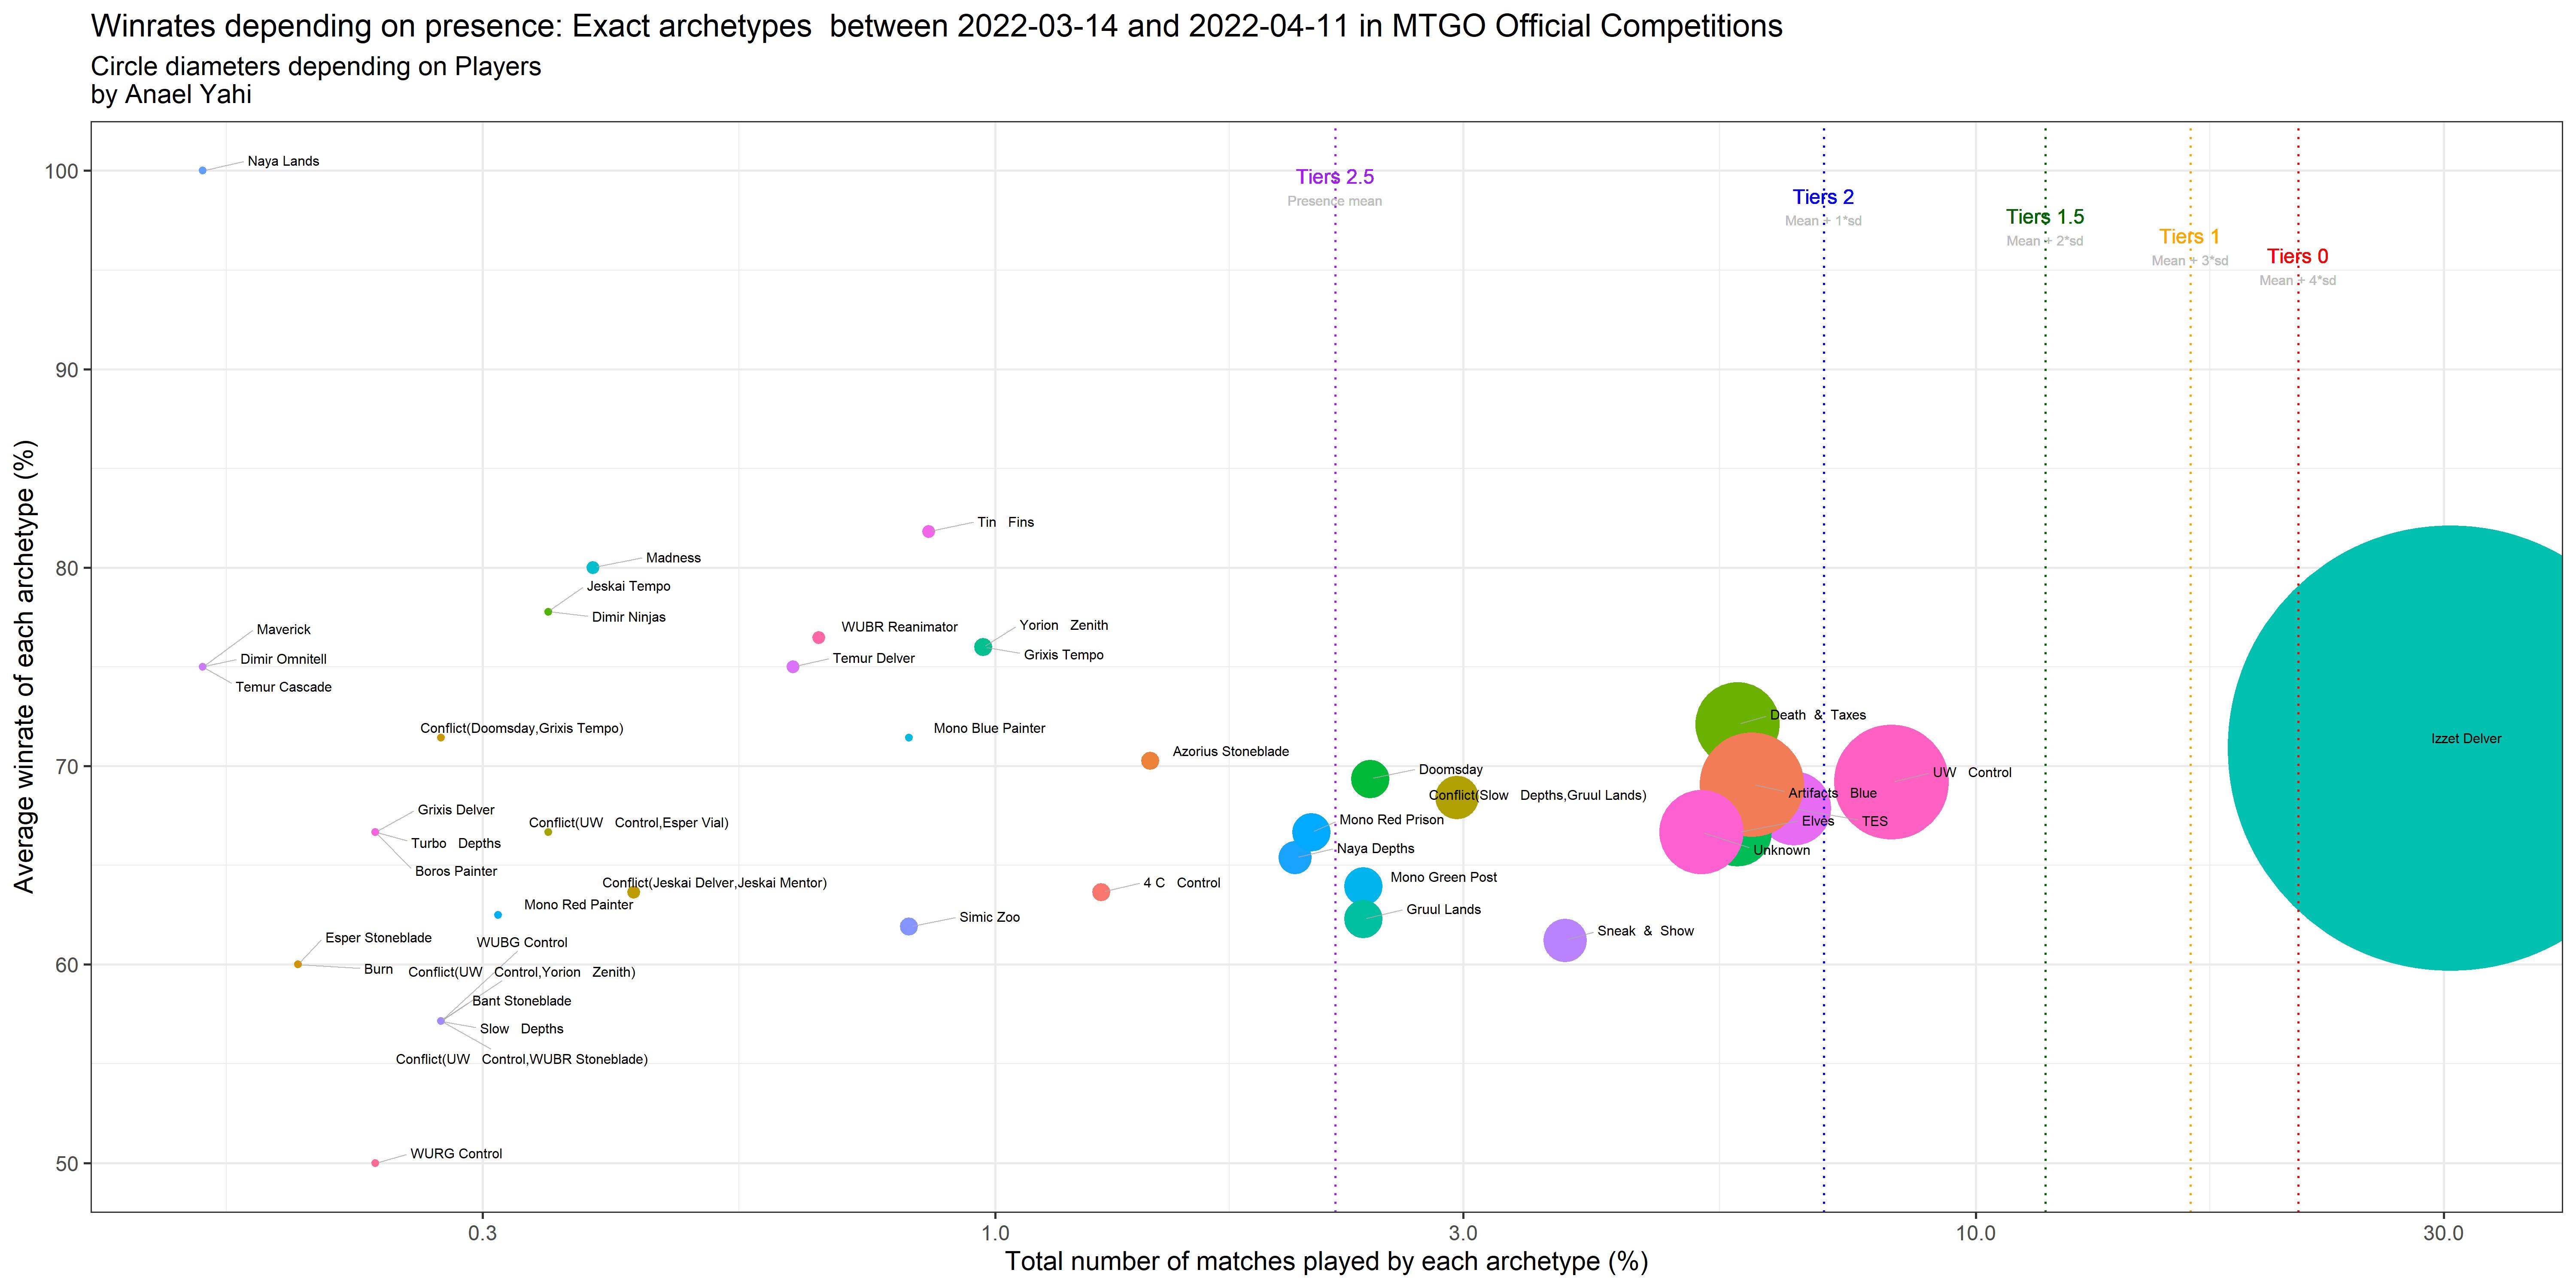 Winrates depending on presence: Exact archetypes  between 2022-03-14 and 2022-04-11 in MTGO Official Competitions
Circle diameters depending on Players
by Anael Yahi
Average winrate of each archetype (%)
100
90
80
70
60
50
Naya Lands
Tiers 2.5
Presence mean
Tiers 2
Mean + 1*sd
Tiers 1.5
Mean + 2*sd
Tiers 1
Mean + 3*sd
Tiers 0
Mean + 4*sd
Tin   Fins
Madness
Jeskai Tempo
Dimir Ninjas
Maverick
Dimir Omnitell
Temur Cascade
WUBR Reanimator
Temur Delver
Yorion   Zenith
Grixis Tempo
Conflict(Doomsday,Grixis Tempo)
Mono Blue Painter
Azorius Stoneblade
Death  &  Taxes
Izzet Delver
Doomsday
UW   Control
Conflict(Slow   Depths,Gruul Lands)
Artifacts   Blue
Grixis Delver
Turbo   Depths
Boros Painter
Conflict(UW   Control,Esper Vial)
Mono Red Prison
Elves
TES
Naya Depths
Unknown
Conflict(Jeskai Delver,Jeskai Mentor)
4 C   Control
Mono Green Post
Mono Red Painter
Simic Zoo
Gruul Lands
Sneak  &  Show
Esper Stoneblade
Burn
WUBG Control
Conflict(UW   Control,Yorion   Zenith)
Bant Stoneblade
Slow   Depths
Conflict(UW   Control,WUBR Stoneblade)
WURG Control
0.3
1.0
3.0
10.0
30.0
Total number of matches played by each archetype (%)